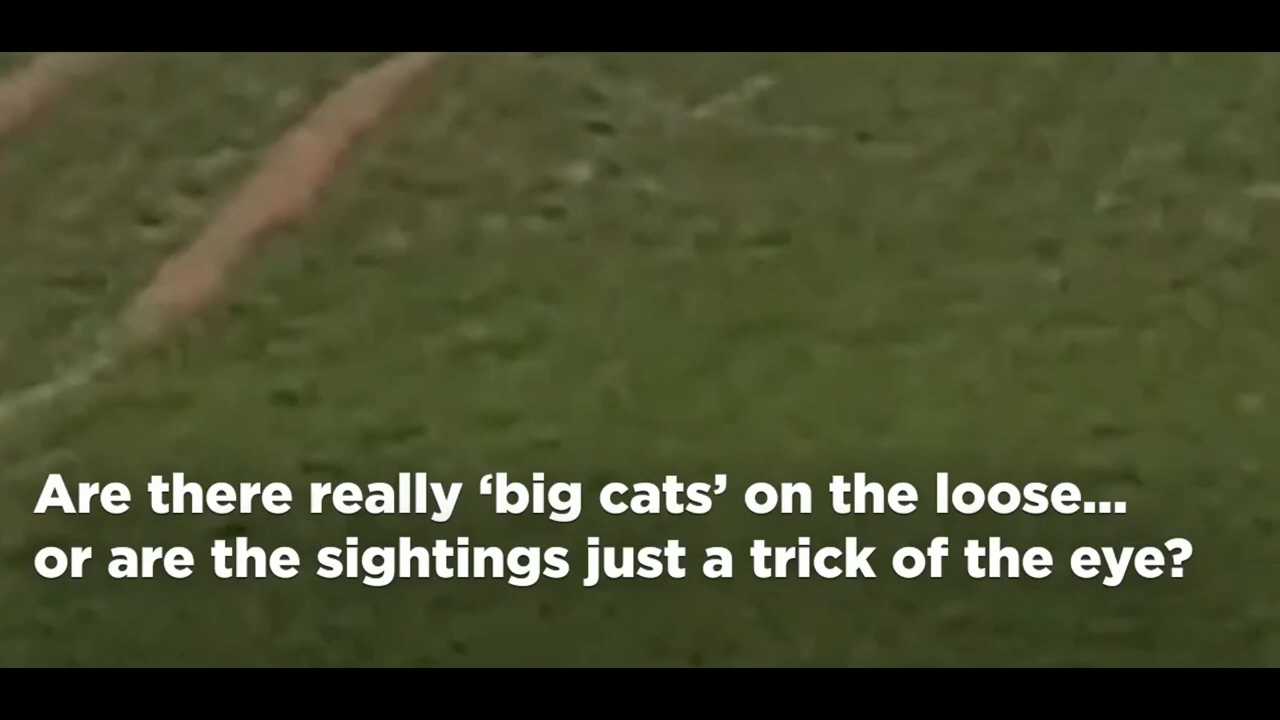 Are there really ‘big cats’ on the loose...
or are the sightings just a trick of the eye?